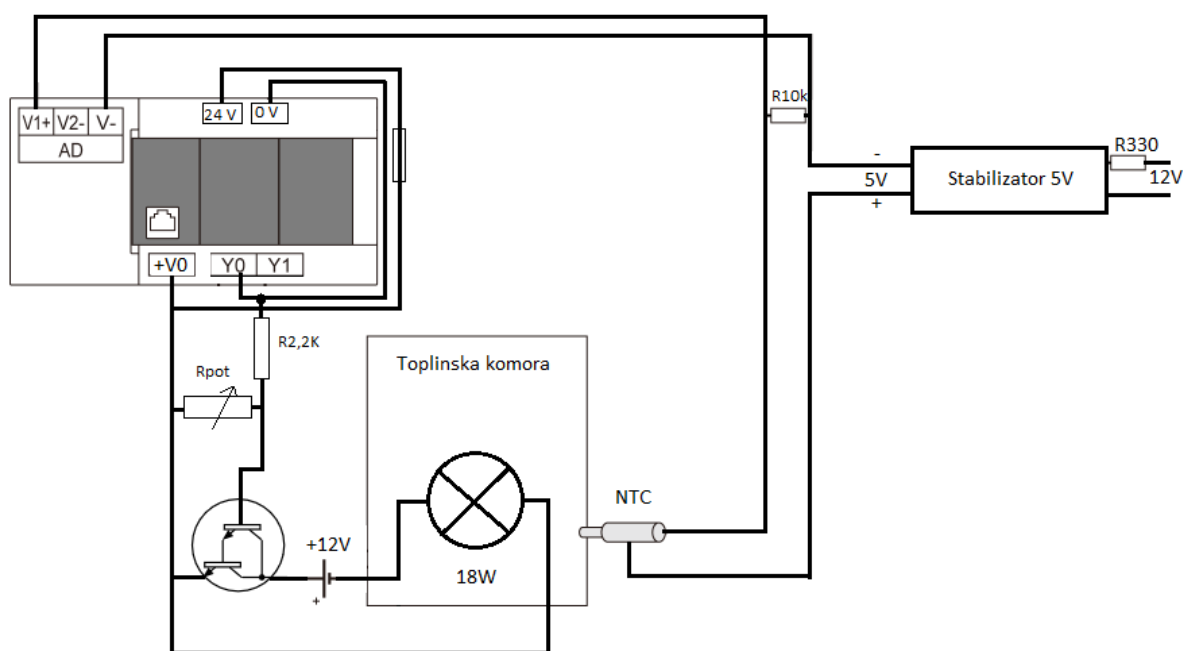 24 V
0 V
V1+
V2-
V-
AD
+V0
Y0
Y1
R10k
R330
-
5V
+
Stabilizator 5V
12V
R2,2K
Rpot
Toplinska komora
+12V
+
18W
NTC